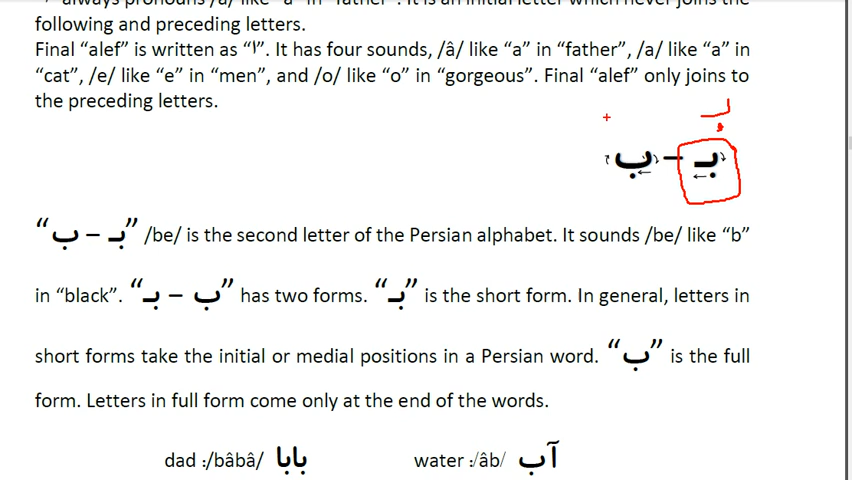 always pronouns /a/ like "a" in "father". It is an initial letter which never joins the
following and preceding letters.
Final "alef" is written as "ا". It has four sounds, /â/ like "a" in "father", /a/ like "a" in
"cat", /e/ like "e" in "men", and /o/ like "o" in "gorgeous". Final "alef" only joins to
the preceding letters.
بـ – ب
"بـ – ب" /be/ is the second letter of the Persian alphabet. It sounds /be/ like "b"
in "black". "بـ – ب" has two forms. "بـ" is the short form. In general, letters in
short forms take the initial or medial positions in a Persian word. "ب" is the full
form. Letters in full form come only at the end of the words.
dad :/bâbâ/ بابا water :/âb/ آب